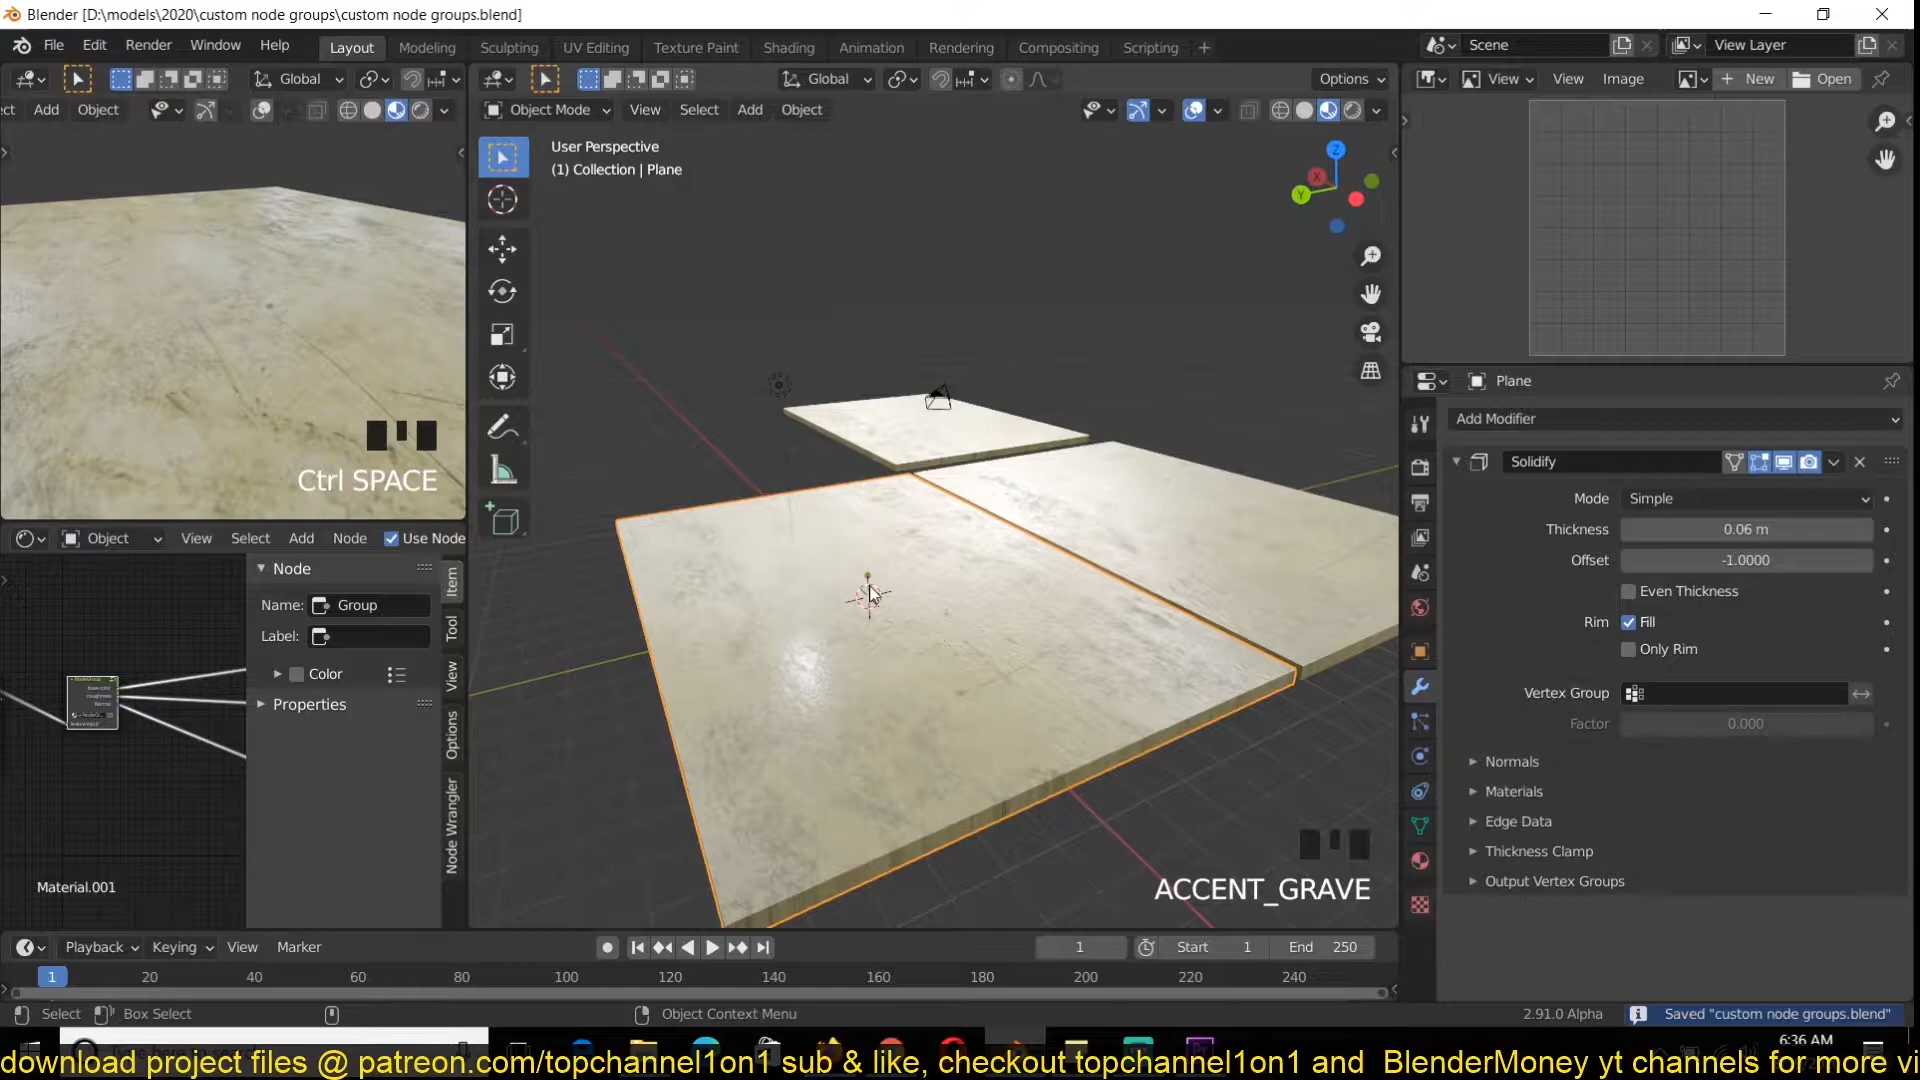 Blender [D:\models\2020\custom node groups\custom node groups.blend]
File Edit Render Window Help Layout Modeling Sculpting UV Editing Texture Paint Shading Animation Rendering Compositing Scripting + Scene View Layer
Global Global Options View View Image New Open
ct Add Object Object Mode View Select Add Object
User Perspective
(1) Collection | Plane
Z
X
Y
Plane
Add Modifier
Solidify
Mode Simple
Thickness 0.06 m
Offset -1.0000
Even Thickness
Rim Fill
Only Rim
Vertex Group
Factor 0.000
Normals
Materials
Edge Data
Thickness Clamp
Output Vertex Groups
Ctrl SPACE
Object View Select Add Node Use Node
Node
Name: Group
Label:
Color
Properties
Item
Tool
View
Options
Node Wrangler
Material.001
ACCENT_GRAVE
Playback Keying View Marker 1 Start 1 End 250
1 20 40 60 80 100 120 140 160 180 200 220 240
Select Box Select Object Context Menu 2.91.0 Alpha Saved "custom node groups.blend"
6:36 AM
download project files @ patreon.com/topchannel1on1 sub & like, checkout topchannel1on1 and BlenderMoney yt channels for more vi